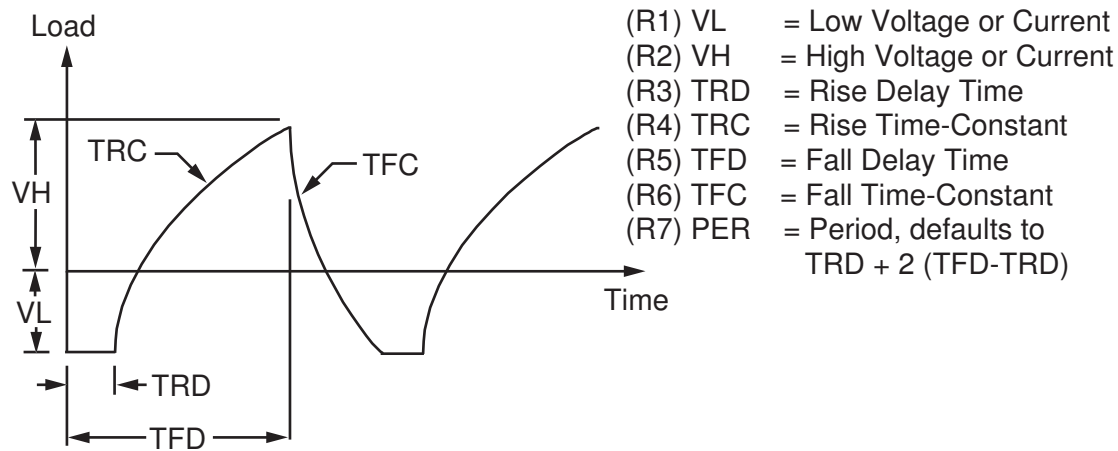 Load
TRC
TFC
VH
VL
Time
TRD
TFD
(R1) VL = Low Voltage or Current
(R2) VH = High Voltage or Current
(R3) TRD = Rise Delay Time
(R4) TRC = Rise Time-Constant
(R5) TFD = Fall Delay Time
(R6) TFC = Fall Time-Constant
(R7) PER = Period, defaults to
TRD + 2 (TFD-TRD)